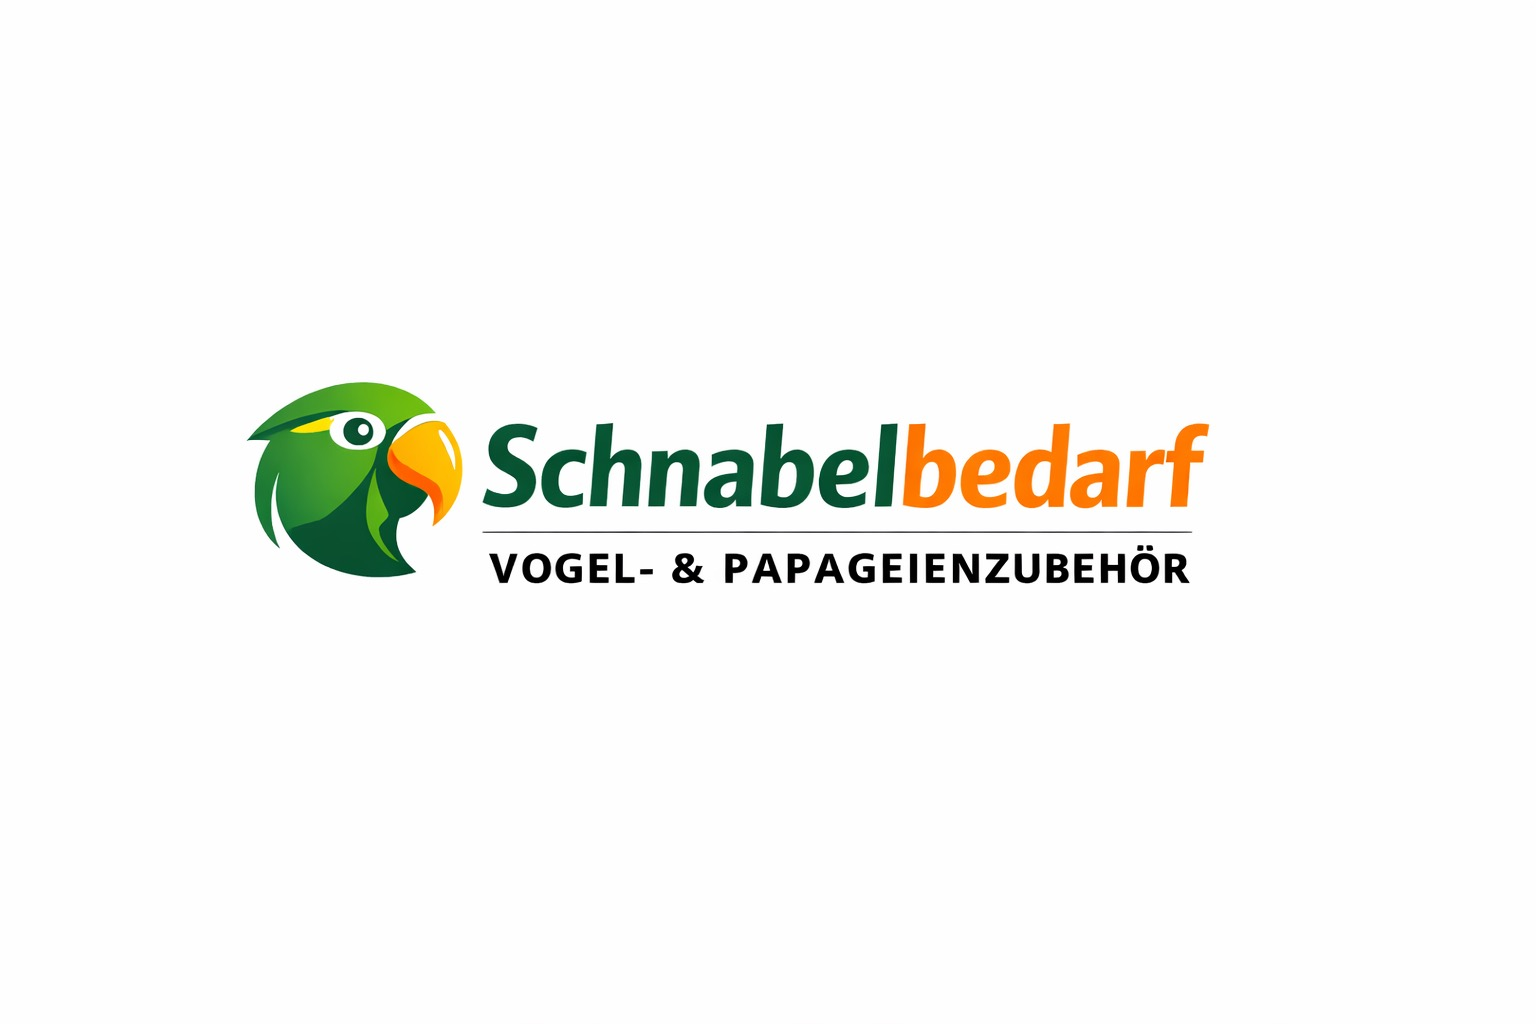 Schnabelbedarf
VOGEL- & PAPAGEIENZUBEHÖR